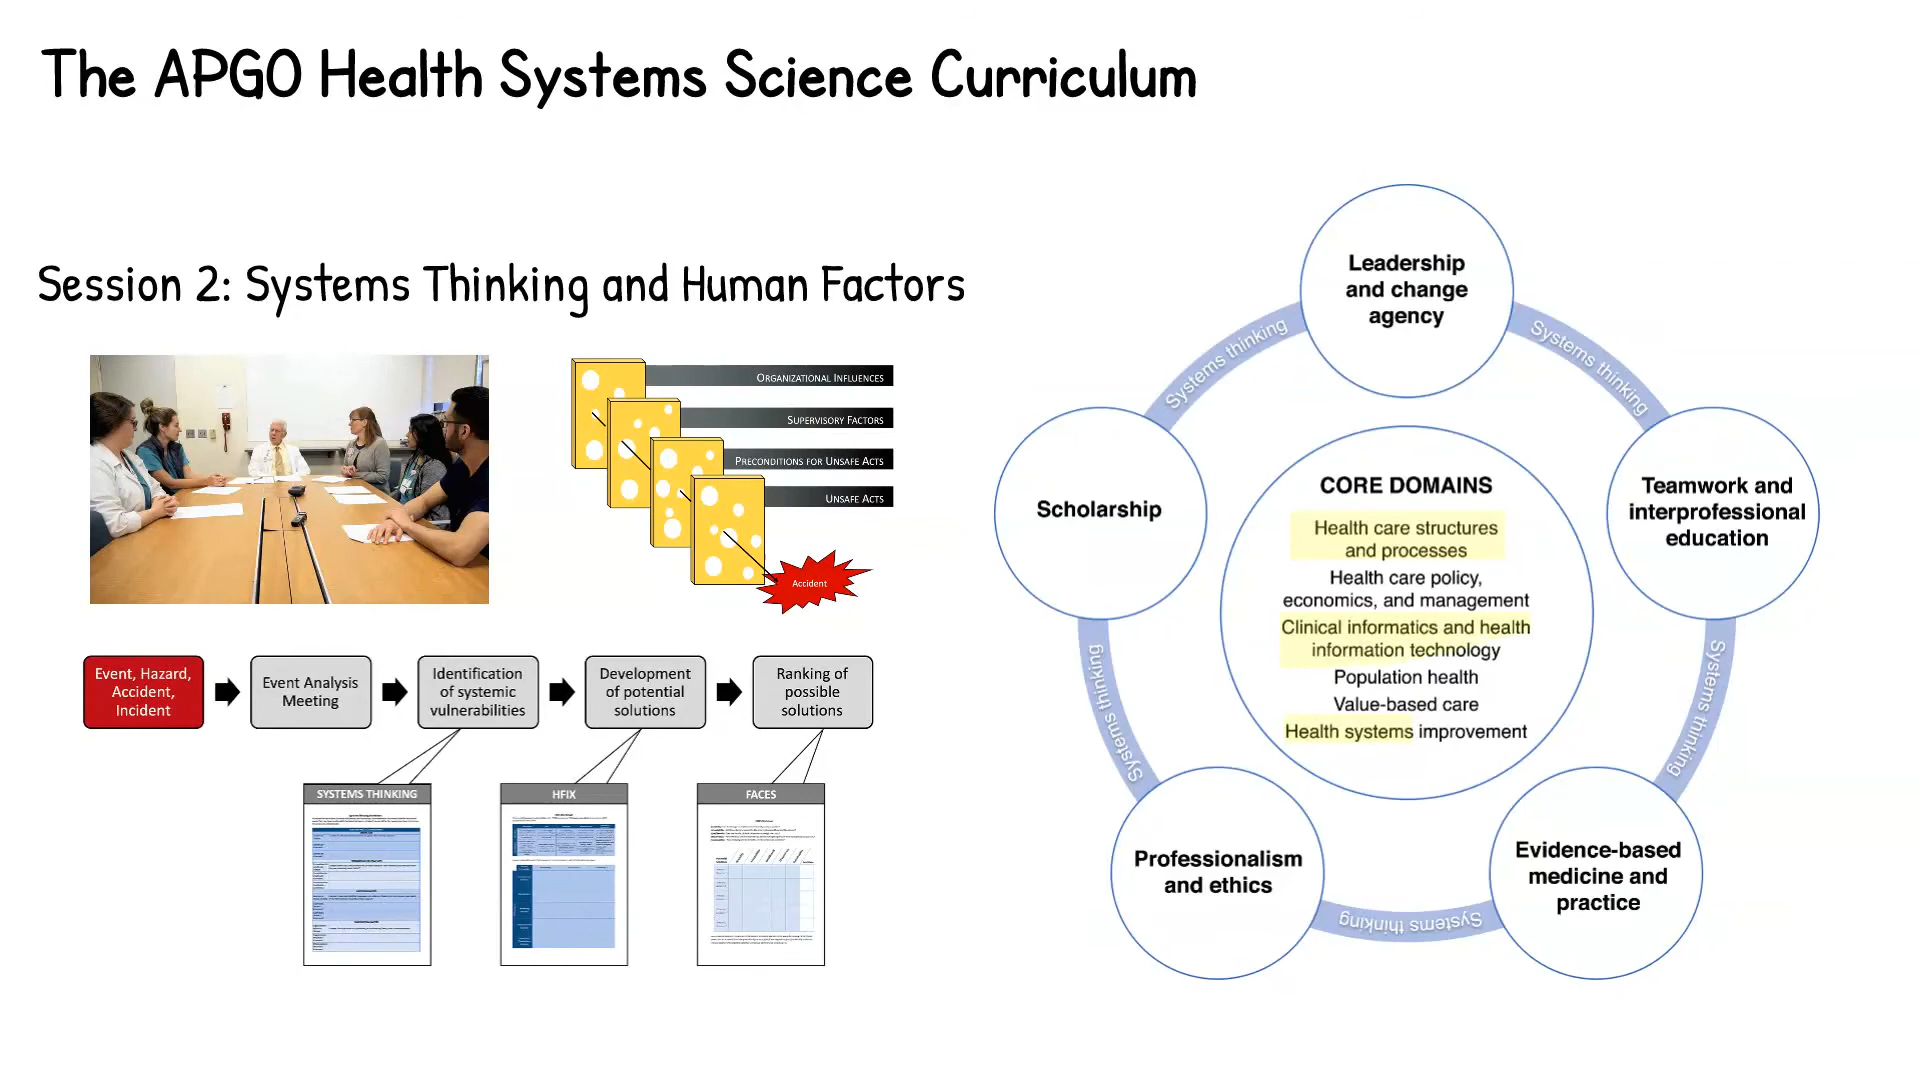 The APGO Health Systems Science Curriculum
Session 2: Systems Thinking and Human Factors
ORGANIZATIONAL INFLUENCES
SUPERVISORY FACTORS
PRECONDITIONS FOR UNSAFE ACTS
UNSAFE ACTS
Accident
Event, Hazard,
Accident,
Incident
Event Analysis
Meeting
Identification
of systemic
vulnerabilities
Development
of potential
solutions
Ranking of
possible
solutions
SYSTEMS THINKING
HFIX
FACES
Leadership
and change
agency
Systems thinking
Systems thinking
Scholarship
Teamwork and
interprofessional
education
CORE DOMAINS
Health care structures
and processes
Health care policy,
economics, and management
Clinical informatics and health
information technology
Population health
Value-based care
Health systems improvement
Systems thinking
Systems thinking
Professionalism
and ethics
Evidence-based
medicine and
practice
Systems thinking